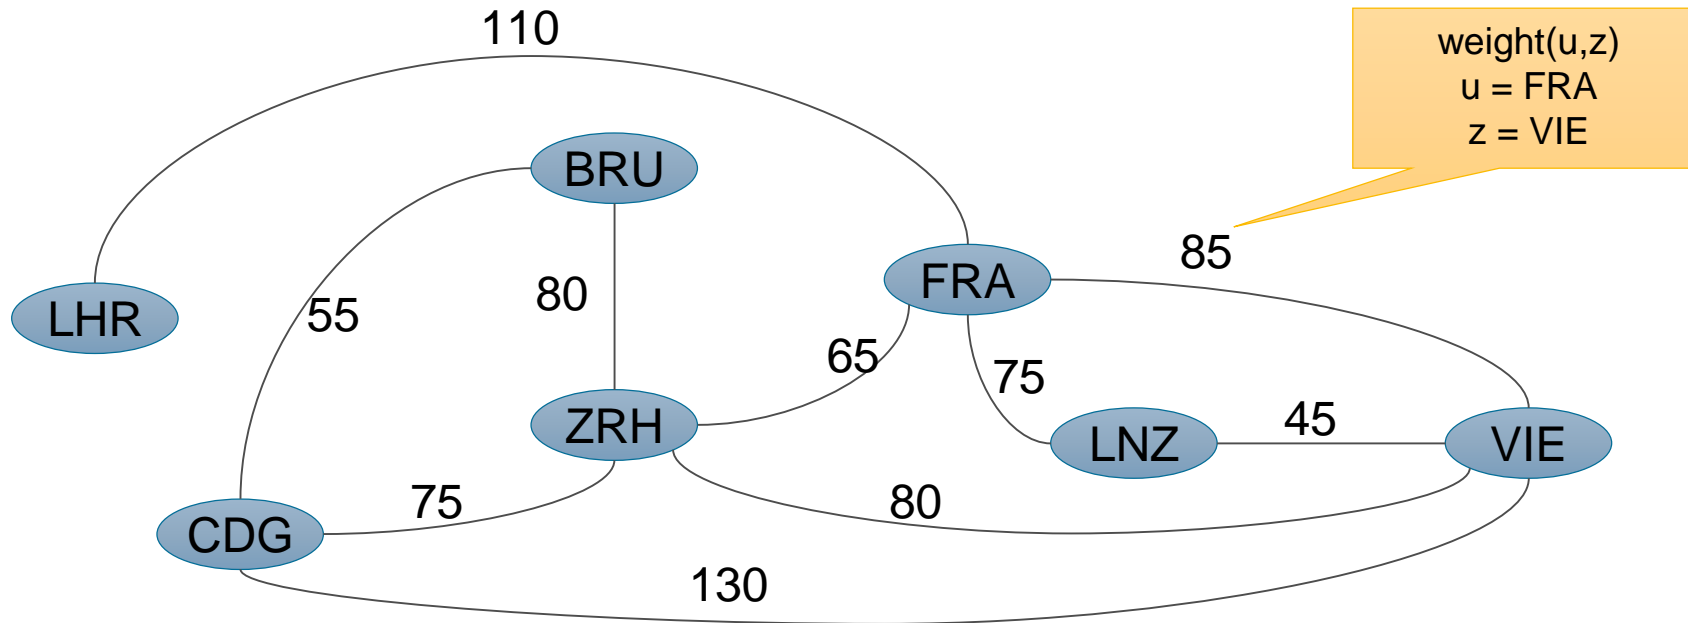 110
weight(u,z)
u = FRA
z = VIE
BRU
85
FRA
80
55
LHR
65
75
ZRH
45
LNZ
VIE
75
80
CDG
130